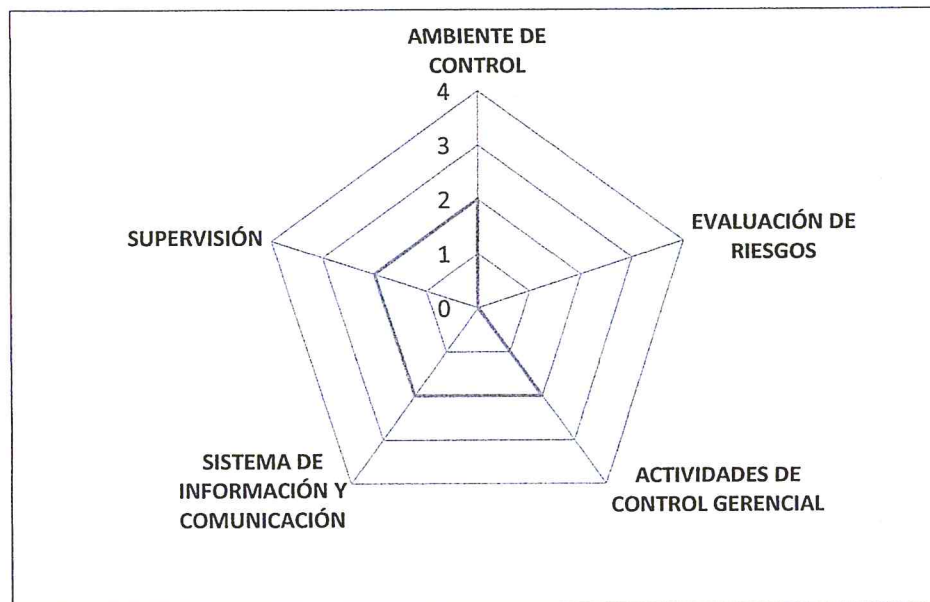 AMBIENTE DE
CONTROL
4
3
2
1
0
EVALUACIÓN DE
RIESGOS
ACTIVIDADES DE
CONTROL GERENCIAL
SISTEMA DE
INFORMACIÓN Y
COMUNICACIÓN
SUPERVISIÓN